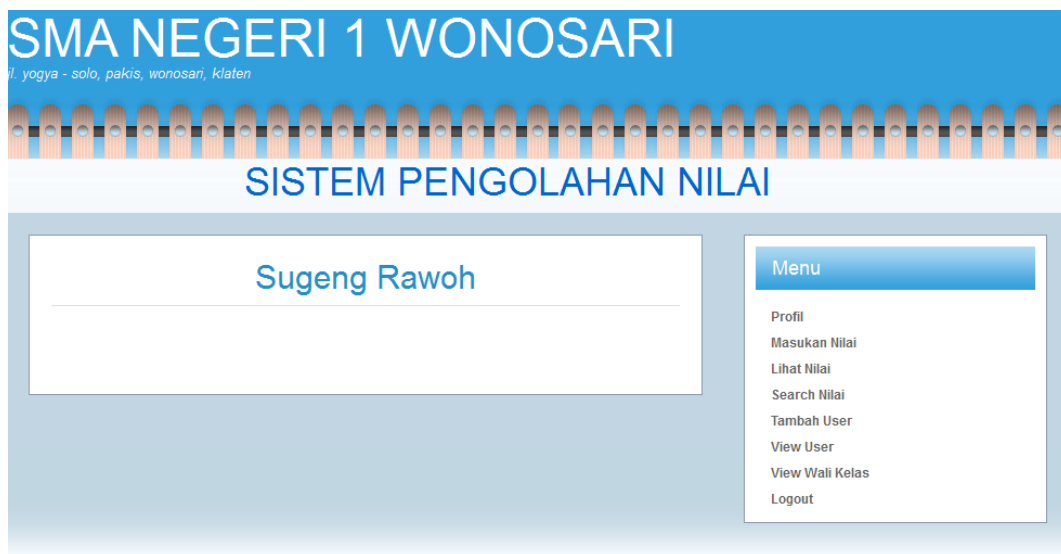 SMA NEGERI 1 WONOSARI
jl. yogya - solo, pakis, wonosari, klaten
SISTEM PENGOLAHAN NILAI
Sugeng Rawoh
Menu
Profil
Masukan Nilai
Lihat Nilai
Search Nilai
Tambah User
View User
View Wali Kelas
Logout